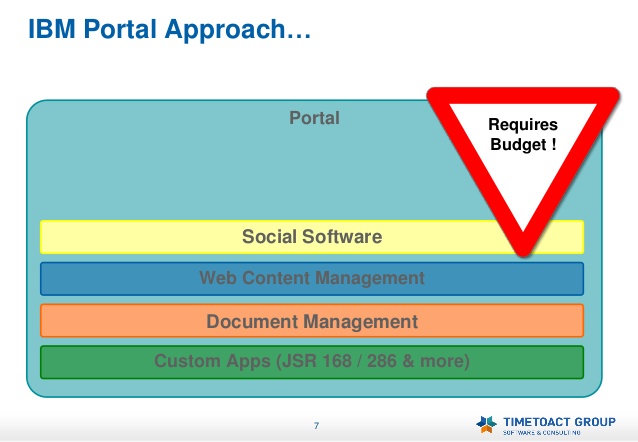 IBM Portal Approach…
Portal
Requires
Budget !
Social Software
Web Content Management
Document Management
Custom Apps (JSR 168 / 286 & more)
7
TIMETOACT GROUP
SOFTWARE & CONSULTING